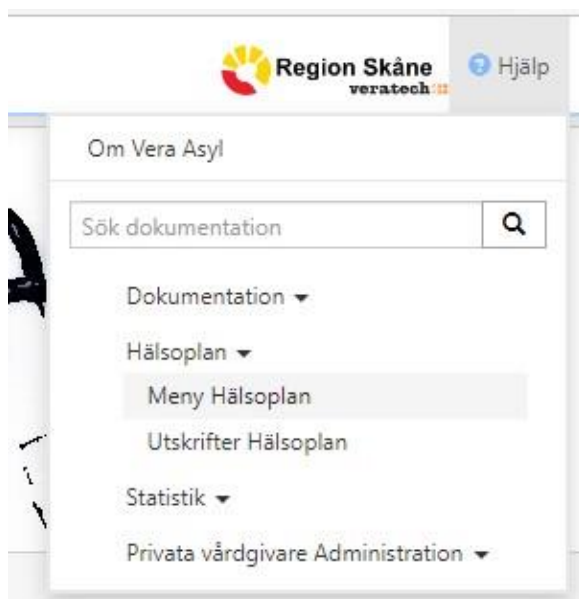 Region Skåne
veratech
Hjälp
Om Vera Asyl
Sök dokumentation
Dokumentation
Hälsoplan
Meny Hälsoplan
Utskrifter Hälsoplan
Statistik
Privata vårdgivare Administration